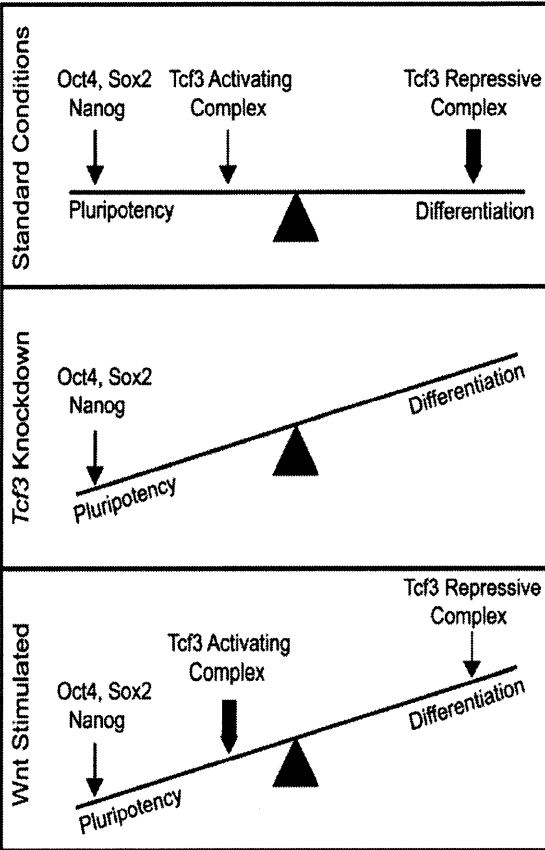 Standard Conditions
Oct4, Sox2
Nanog
Tcf3 Activating
Complex
Tcf3 Repressive
Complex
Pluripotency
Differentiation
Tcf3 Knockdown
Oct4, Sox2
Nanog
Pluripotency
Differentiation
Wnt Stimulated
Oct4, Sox2
Nanog
Tcf3 Activating
Complex
Tcf3 Repressive
Complex
Pluripotency
Differentiation